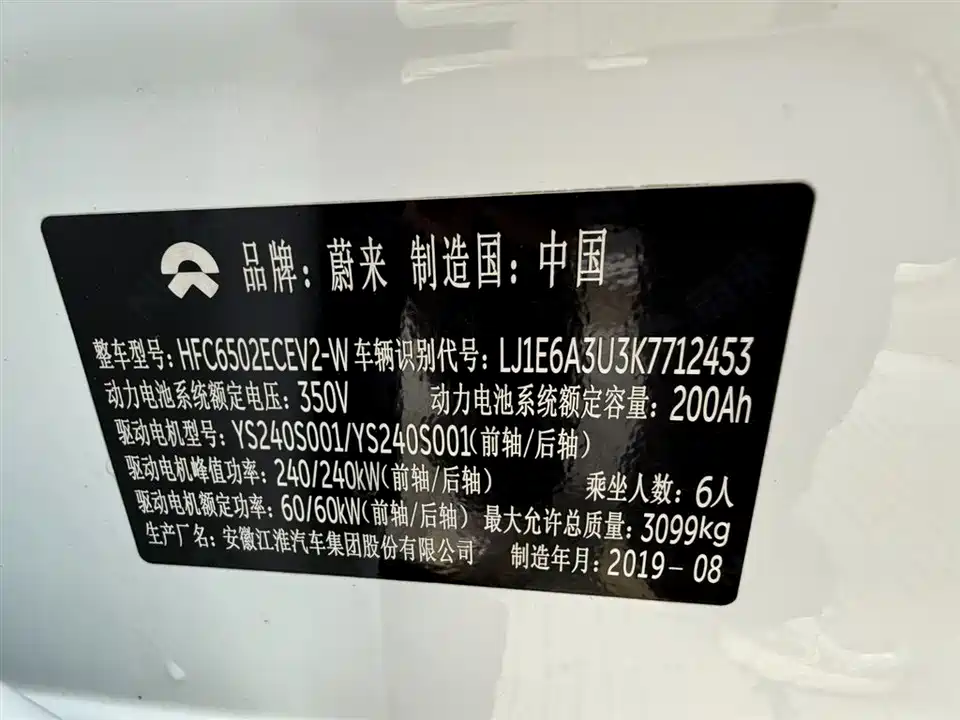 品牌：蔚来 制造国：中国
整车型号：HFC6502ECEV2-W 车辆识别代号：LJ1E6A3U3K7712453
动力电池系统额定电压：350V 动力电池系统额定容量：200Ah
驱动电机型号：YS240S001/YS240S001(前轴/后轴)
驱动电机峰值功率：240/240kW(前轴/后轴) 乘坐人数：6人
驱动电机额定功率：60/60kW(前轴/后轴) 最大允许总质量：3099kg
生产厂名：安徽江淮汽车集团股份有限公司 制造年月：2019-08